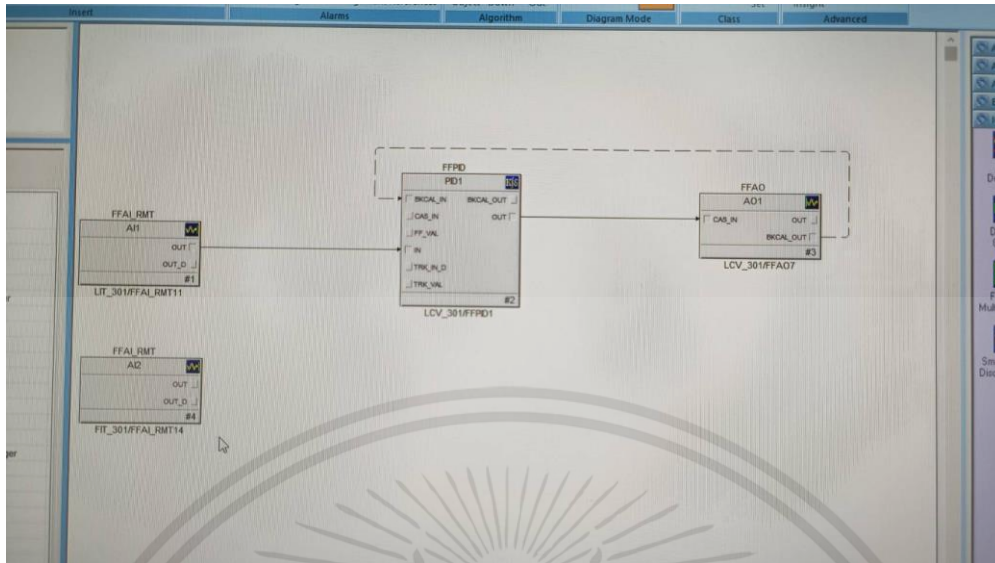 Insert
Alarms
Algorithm
Diagram Mode
Class
Advanced
FFAI_RMT
AI1
OUT
OUT_D
#1
LIT_301/FFAI_RMT11
FFPID
PID1
BKCAL_IN BKCAL_OUT
CAS_IN OUT
FF_VAL
IN
TRK_IN_D
TRK_VAL
#2
LCV_301/FFPID1
FFAO
AO1
CAS_IN OUT
BKCAL_OUT
#3
LCV_301/FFAO7
FFAI_RMT
AI2
OUT
OUT_D
#4
FIT_301/FFAI_RMT14